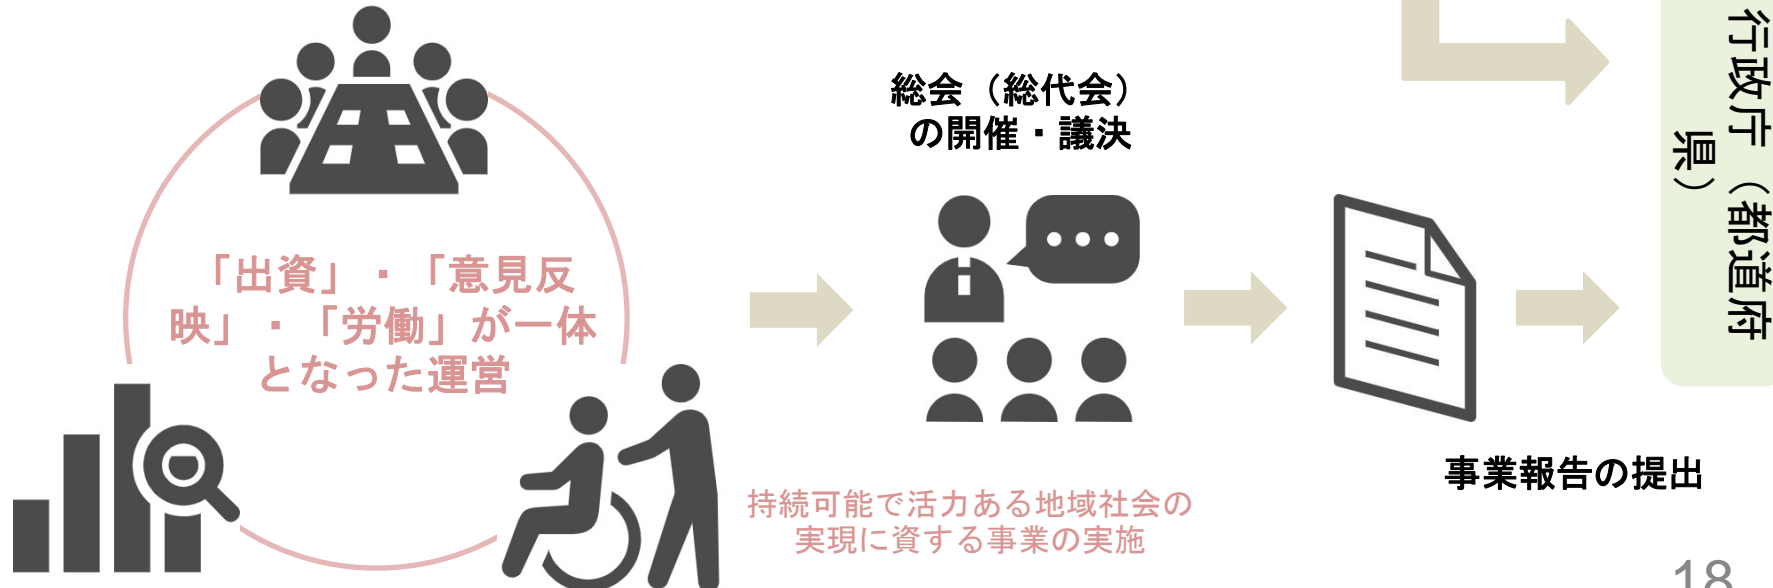 総会（総代会）
の開催・議決
「出資」・「意見反
映」・「労働」が一体
となった運営
持続可能で活力ある地域社会の
実現に資する事業の実施
事業報告の提出
行政庁（都道府
県）
18